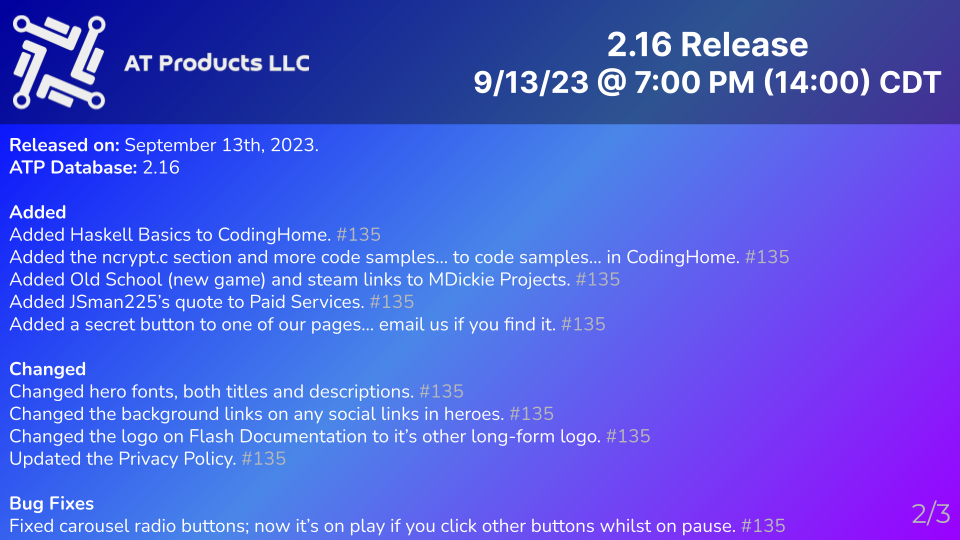 AT Products LLC
2.16 Release
9/13/23 @ 7:00 PM (14:00) CDT
Released on: September 13th, 2023.
ATP Database: 2.16
Added
Added Haskell Basics to CodingHome. #135
Added the ncrypt.c section and more code samples... to code samples... in CodingHome. #135
Added Old School (new game) and steam links to MDickie Projects. #135
Added JSman225's quote to Paid Services. #135
Added a secret button to one of our pages... email us if you find it. #135
Changed
Changed hero fonts, both titles and descriptions. #135
Changed the background links on any social links in heroes. #135
Changed the logo on Flash Documentation to it's other long-form logo. #135
Updated the Privacy Policy. #135
Bug Fixes
Fixed carousel radio buttons; now it's on play if you click other buttons whilst on pause. #135
2/3